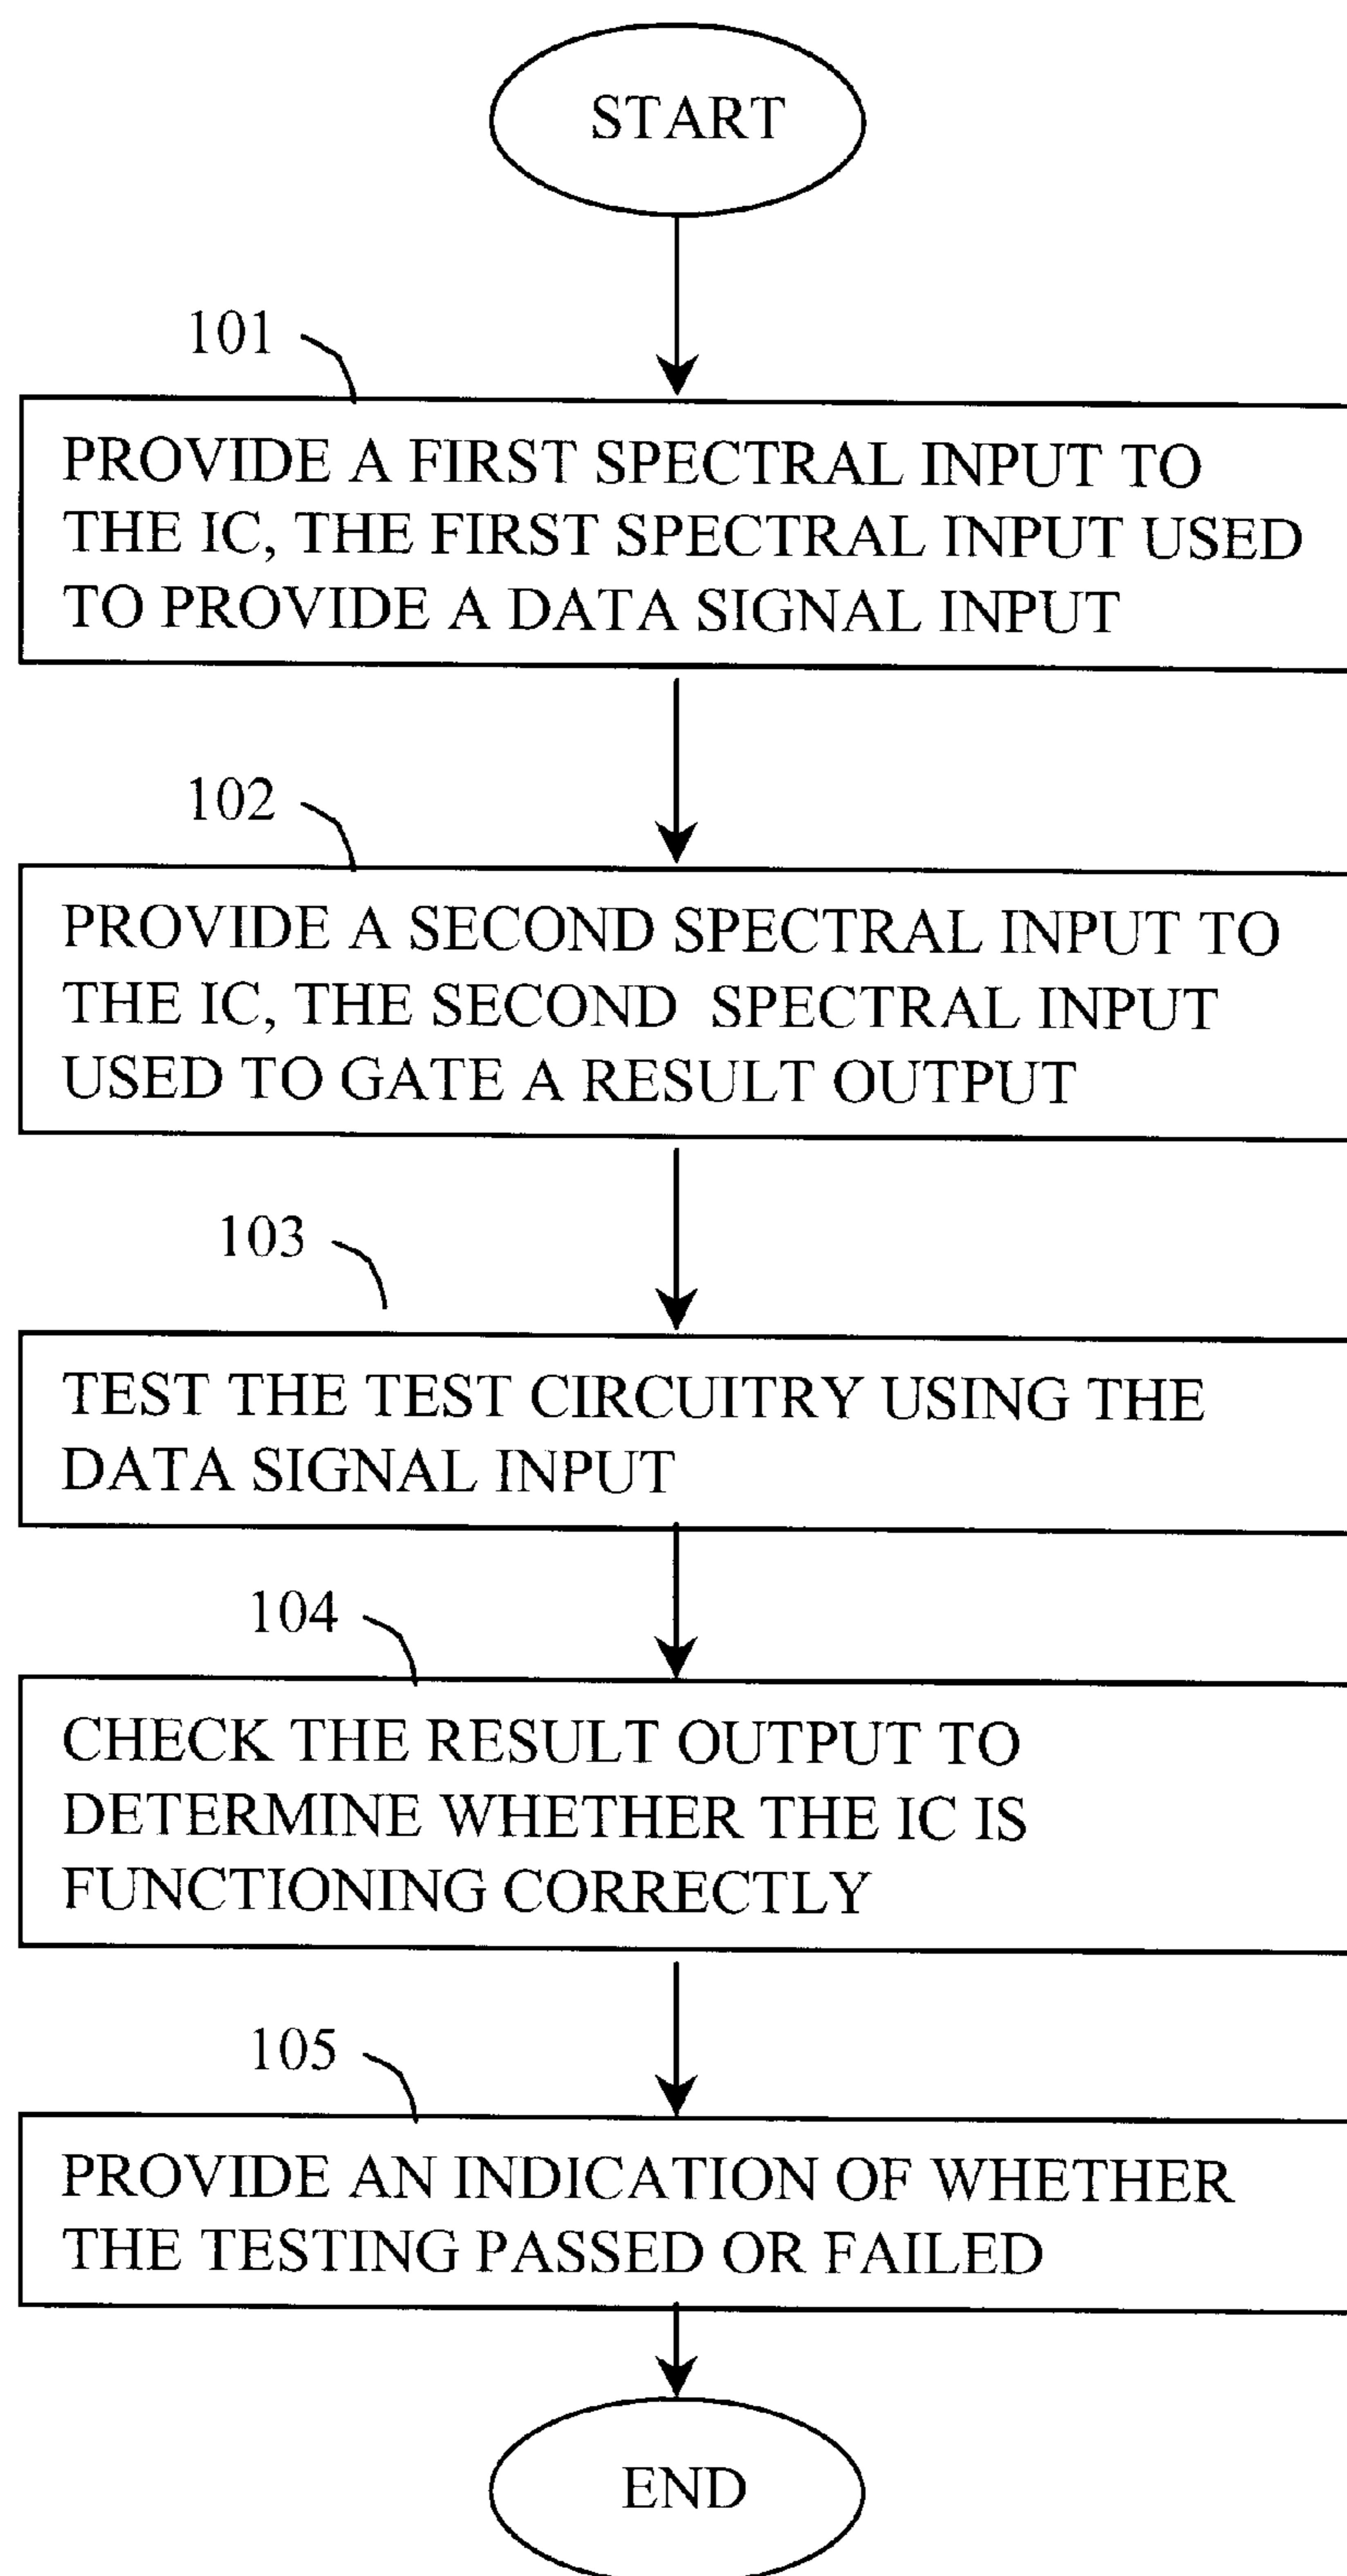 START
101
PROVIDE A FIRST SPECTRAL INPUT TO
THE IC, THE FIRST SPECTRAL INPUT USED
TO PROVIDE A DATA SIGNAL INPUT
102
PROVIDE A SECOND SPECTRAL INPUT TO
THE IC, THE SECOND SPECTRAL INPUT
USED TO GATE A RESULT OUTPUT
103
TEST THE TEST CIRCUITRY USING THE
DATA SIGNAL INPUT
104
CHECK THE RESULT OUTPUT TO
DETERMINE WHETHER THE IC IS
FUNCTIONING CORRECTLY
105
PROVIDE AN INDICATION OF WHETHER
THE TESTING PASSED OR FAILED
END